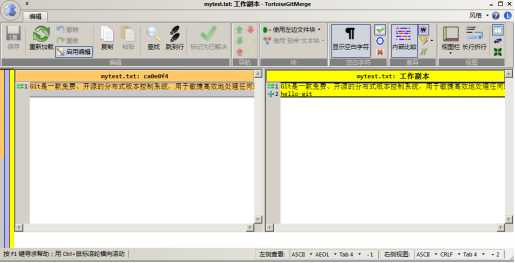 mytest.txt: 工作副本 - TortoiseGitMerge
编辑
风格
保存
重新加载
撤销
重做
启用编辑
复制
粘贴
查找
跳到行
标记为已解决
使用左边文件块
使用'别束'文本块
显示空白字符
内嵌比较
视图栏
长行折行
编辑
导航
块
空白字符
差异
视图
mytest.txt: ca0e0f4
1 Git是一款免费、开源的分布式版本控制系统，用于敏捷高效地处理任何
mytest.txt: 工作副本
1 Git是一款免费、开源的分布式版本控制系统，用于敏捷高效地处理任何
2 hello git
按 F1 键寻求帮助；用 Ctrl+鼠标滚轮横向滚动
左侧查看: ASCII AEOL Tab 4 - 1
右侧视图: ASCII CRLF Tab 4 + 2